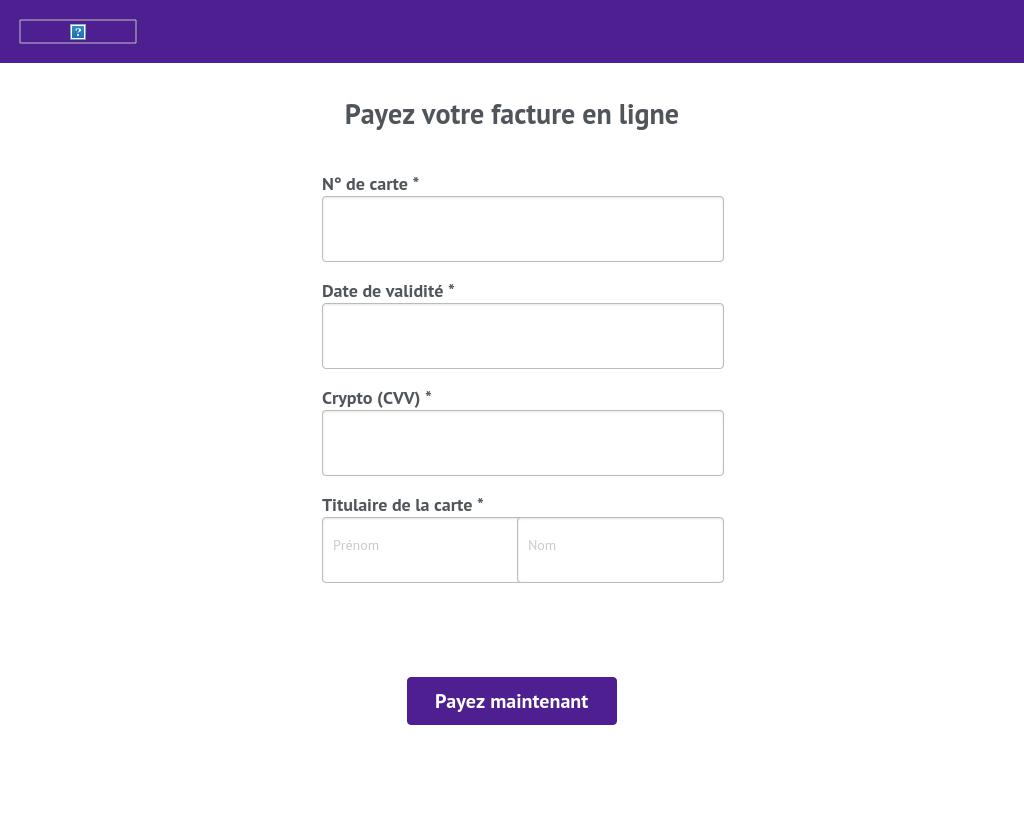 Payez votre facture en ligne
N° de carte *
Date de validité *
Crypto (CVV) *
Titulaire de la carte *
Prénom
Nom
Payez maintenant